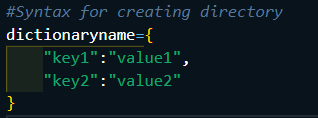 #Syntax for creating directory
dictionaryname={
    "key1":"value1",
    "key2":"value2"
}